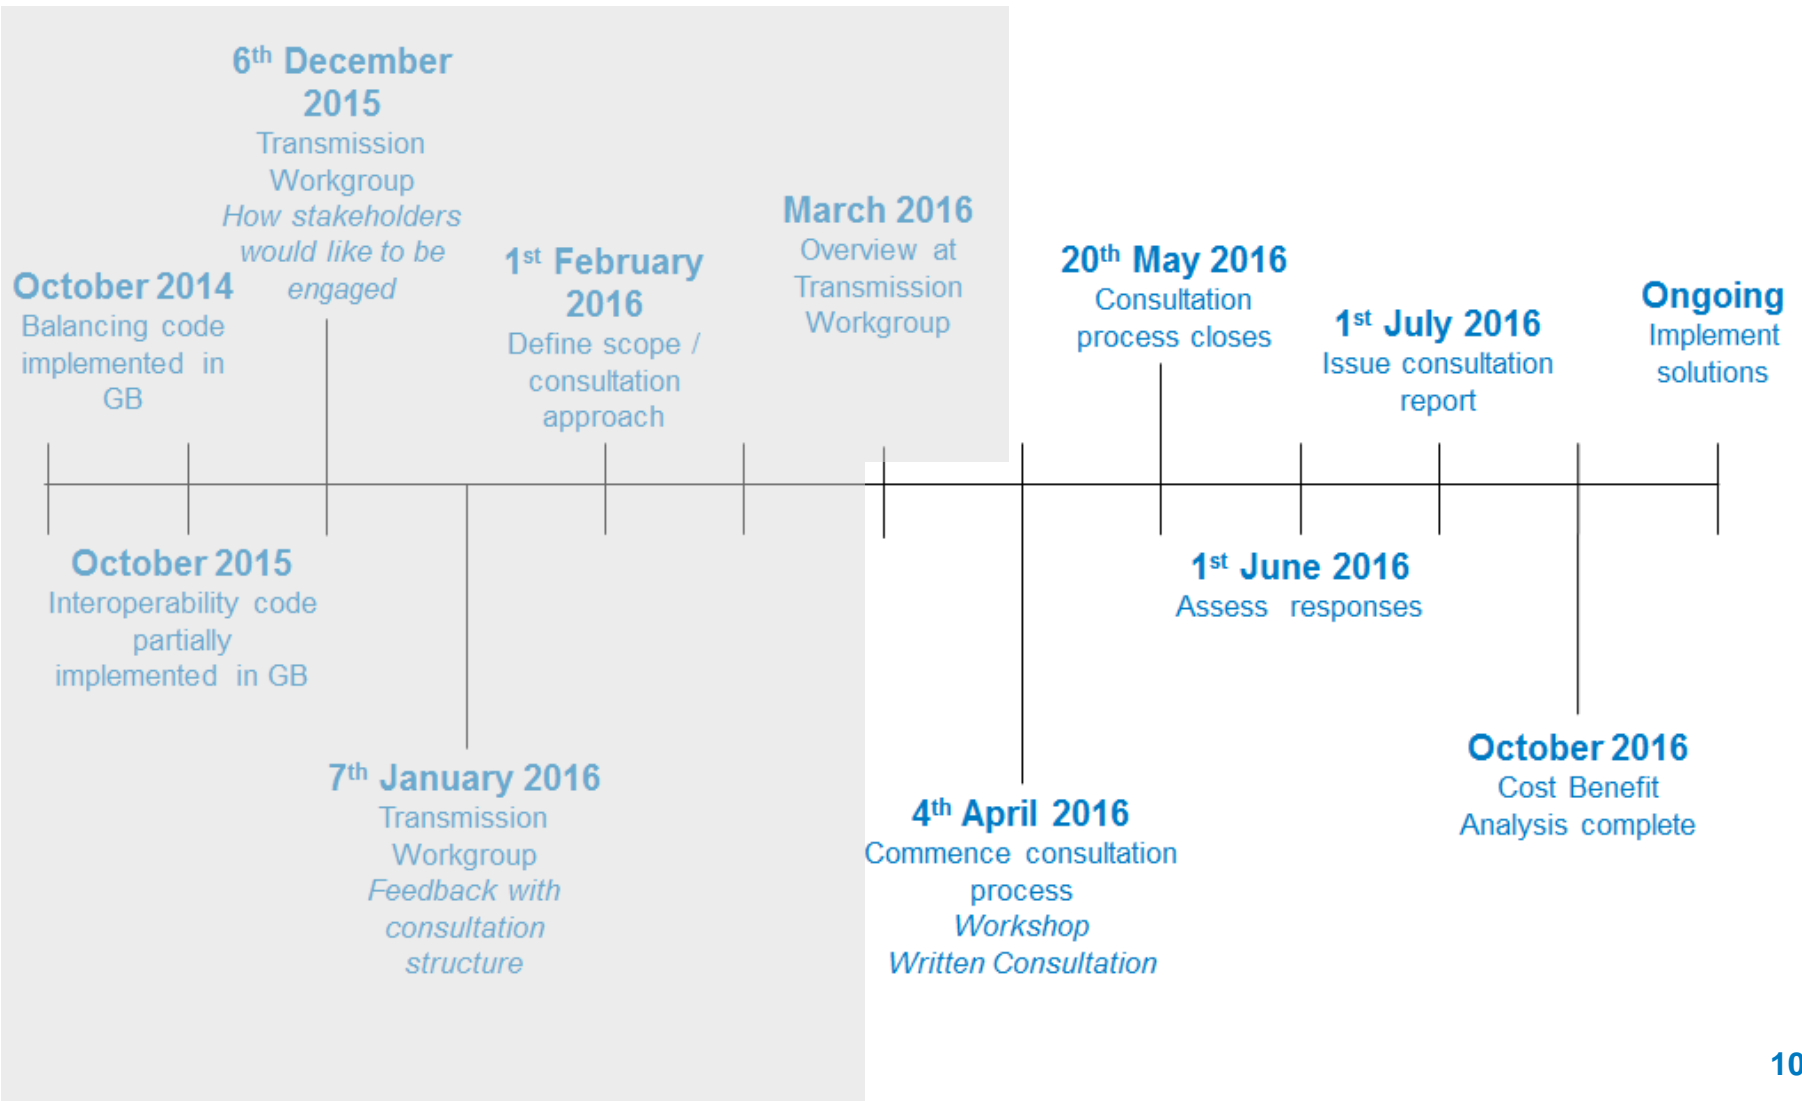 October 2014
Balancing code
implemented in
GB
October 2015
Interoperability code
partially
implemented in GB
6th December
2015
Transmission
Workgroup
How stakeholders
would like to be
engaged
7th January 2016
Transmission
Workgroup
Feedback with
consultation
structure
1st February
2016
Define scope /
consultation
approach
March 2016
Overview at
Transmission
Workgroup
4th April 2016
Commence consultation
process
Workshop
Written Consultation
20th May 2016
Consultation
process closes
1st June 2016
Assess responses
1st July 2016
Issue consultation
report
October 2016
Cost Benefit
Analysis complete
Ongoing
Implement
solutions
10